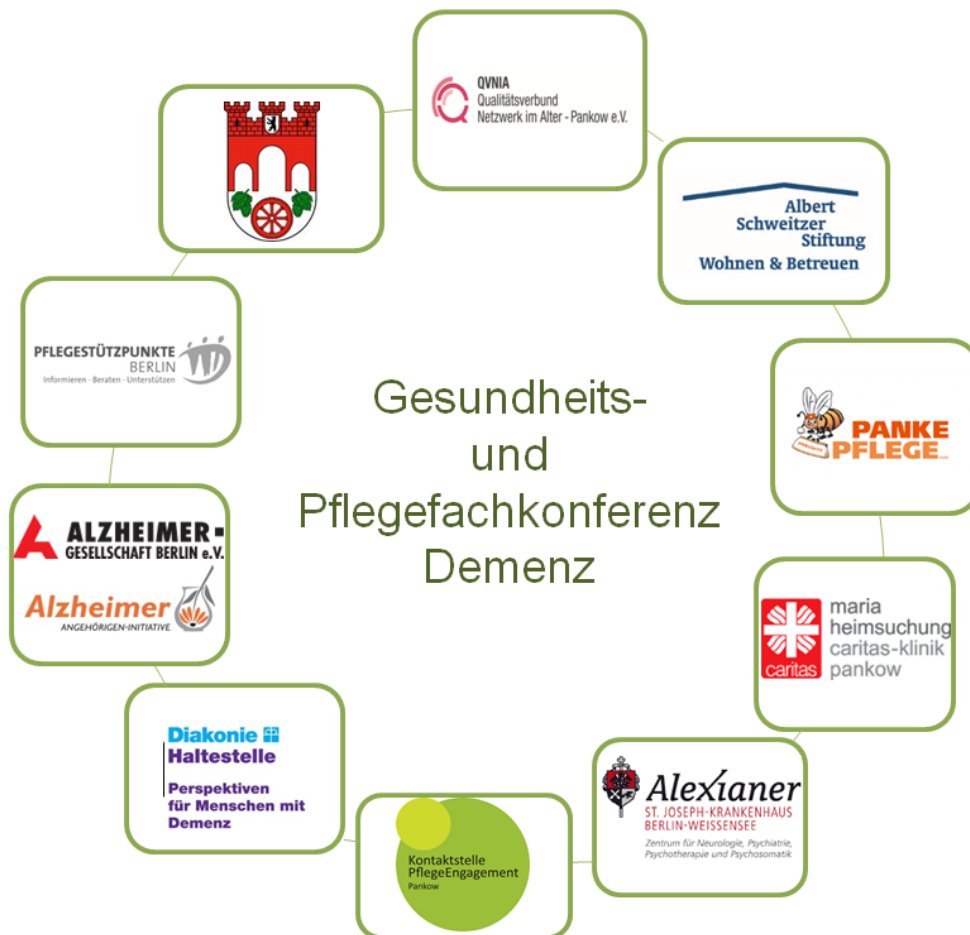 QVNIA
Qualitätsverbund
Netzwerk im Alter - Pankow e.V.
Albert
Schweitzer
Stiftung
Wohnen & Betreuen
PANKE
PFLEGE
maria
heimsuchung
caritas-klinik
pankow
caritas
Alexianer
ST. JOSEPH-KRANKENHAUS
BERLIN-WEISSENSEE
Zentrum für Neurologie, Psychiatrie,
Psychotherapie und Psychosomatik
Kontaktstelle
PflegeEngagement
Pankow
Diakonie
Haltestelle
Perspektiven
für Menschen mit
Demenz
ALZHEIMER-
GESELLSCHAFT BERLIN e.V.
Alzheimer
ANGEHÖRIGEN-INITIATIVE
PFLEGESTÜTZPUNKTE
BERLIN
Informieren - Beraten - Unterstützen
Gesundheits-
und
Pflegefachkonferenz
Demenz